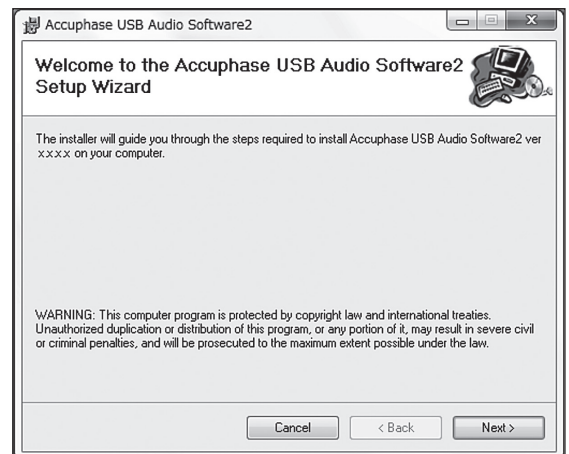 Accuphase USB Audio Software2
Welcome to the Accuphase USB Audio Software2
Setup Wizard
The installer will guide you through the steps required to install Accuphase USB Audio Software2 ver
xxxx on your computer.
WARNING: This computer program is protected by copyright law and international treaties.
Unauthorized duplication or distribution of this program, or any portion of it, may result in severe civil
or criminal penalties, and will be prosecuted to the maximum extent possible under the law.
Cancel < Back Next >